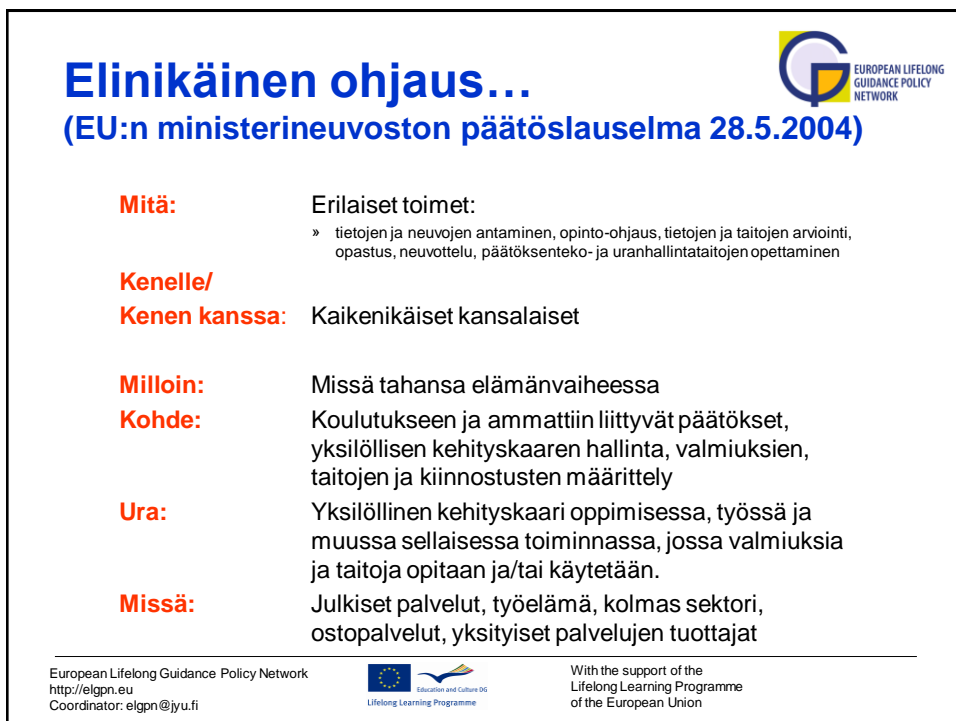 Elinikäinen ohjaus…
(EU:n ministerineuvoston päätöslauselma 28.5.2004)
EUROPEAN LIFELONG
GUIDANCE POLICY
NETWORK
Mitä: Erilaiset toimet:
» tietojen ja neuvojen antaminen, opinto-ohjaus, tietojen ja taitojen arviointi,
opastus, neuvottelu, päätöksenteko- ja uranhallintataitojen opettaminen
Kenelle/
Kenen kanssa: Kaikenikäiset kansalaiset
Milloin: Missä tahansa elämänvaiheessa
Kohde: Koulutukseen ja ammattiin liittyvät päätökset,
yksilöllisen kehityskaaren hallinta, valmiuksien,
taitojen ja kiinnostusten määrittely
Ura: Yksilöllinen kehityskaari oppimisessa, työssä ja
muussa sellaisessa toiminnassa, jossa valmiuksia
ja taitoja opitaan ja/tai käytetään.
Missä: Julkiset palvelut, työelämä, kolmas sektori,
ostopalvelut, yksityiset palvelujen tuottajat
European Lifelong Guidance Policy Network
http://elgpn.eu
Coordinator: elgpn@jyu.fi
Education and Culture DG
Lifelong Learning Programme
With the support of the
Lifelong Learning Programme
of the European Union